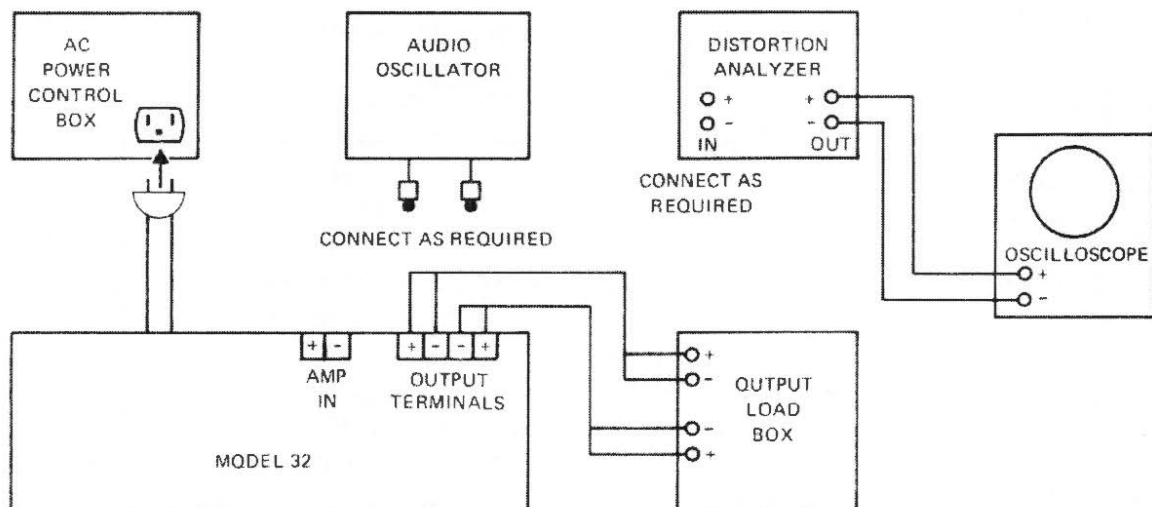 AC
POWER
CONTROL
BOX
AUDIO
OSCILLATOR
CONNECT AS REQUIRED
DISTORTION
ANALYZER
+ +
- -
IN OUT
CONNECT AS
REQUIRED
OSCILLOSCOPE
+
-
+ -
AMP
IN
+ - - +
OUTPUT
TERMINALS
MODEL 32
+
-
-
+
OUTPUT
LOAD
BOX